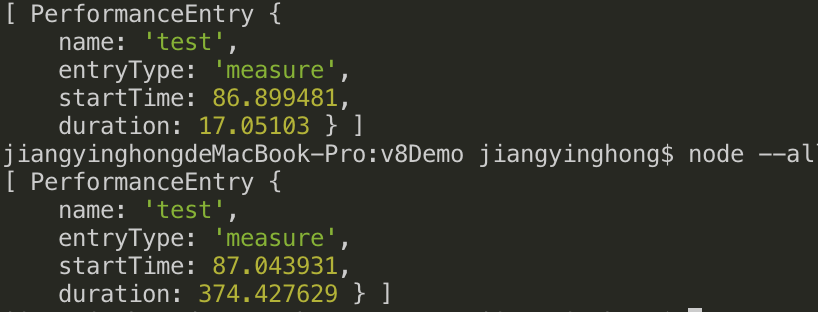 [ PerformanceEntry {
name: 'test',
entryType: 'measure',
startTime: 86.899481,
duration: 17.05103 } ]
jiangyinghongdeMacBook-Pro:v8Demo jiangyinghong$ node --al
[ PerformanceEntry {
name: 'test',
entryType: 'measure',
startTime: 87.043931,
duration: 374.427629 } ]